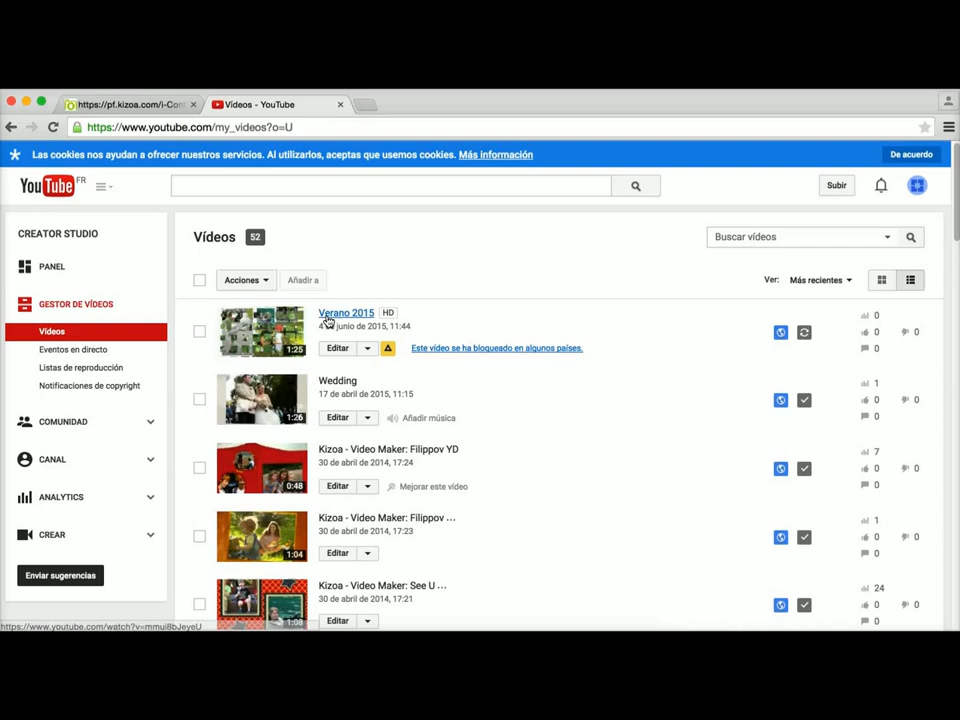 https://pf.kizoa.com/i-Con
Vídeos - YouTube
https://www.youtube.com/my_videos?o=U
Las cookies nos ayudan a ofrecer nuestros servicios. Al utilizarlos, aceptas que usemos cookies. Más información
De acuerdo
YouTube FR
Subir
CREATOR STUDIO
PANEL
GESTOR DE VÍDEOS
Vídeos
Eventos en directo
Listas de reproducción
Notificaciones de copyright
COMUNIDAD
CANAL
ANALYTICS
CREAR
Enviar sugerencias
Vídeos 52
Buscar vídeos
Acciones
Añadir a
Ver: Más recientes
1:25
Verano 2015 HD
junio de 2015, 11:44
Editar
Este vídeo se ha bloqueado en algunos países.
0
0 0
0
1:26
Wedding
17 de abril de 2015, 11:15
Editar
Añadir música
1
0 0
0
0:48
Kizoa - Video Maker: Filippov YD
30 de abril de 2014, 17:24
Editar
Mejorar este vídeo
7
0 0
0
1:04
Kizoa - Video Maker: Filippov ...
30 de abril de 2014, 17:23
Editar
1
0 0
0
1:08
Kizoa - Video Maker: See U ...
30 de abril de 2014, 17:21
Editar
24
0 0
0
https://www.youtube.com/watch?v=mmui8bJeyeU